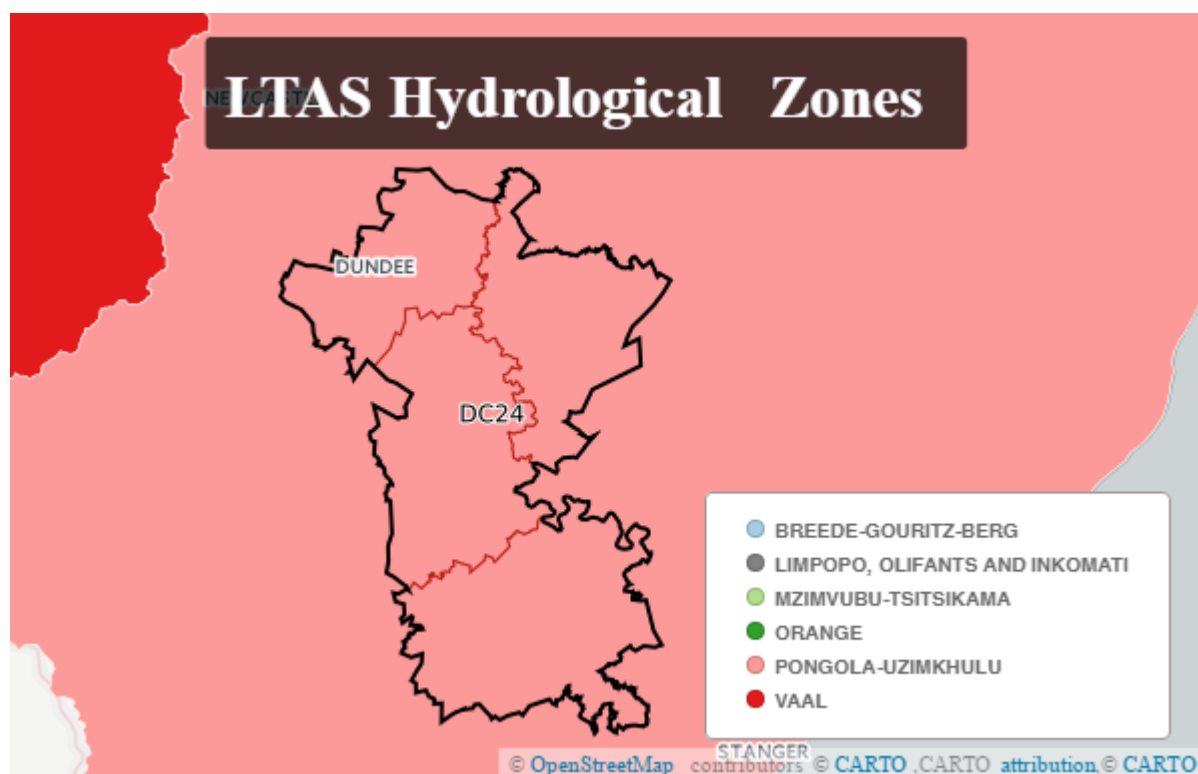 NEWCASTLE
LTAS Hydrological Zones
DUNDEE
DC24
BREEDE-GOURITZ-BERG
LIMPOPO, OLIFANTS AND INKOMATI
MZIMVUBU-TSITSIKAMA
ORANGE
PONGOLA-UZIMKHULU
VAAL
STANGER
© OpenStreetMap contributors © CARTO ,CARTO attribution © CARTO